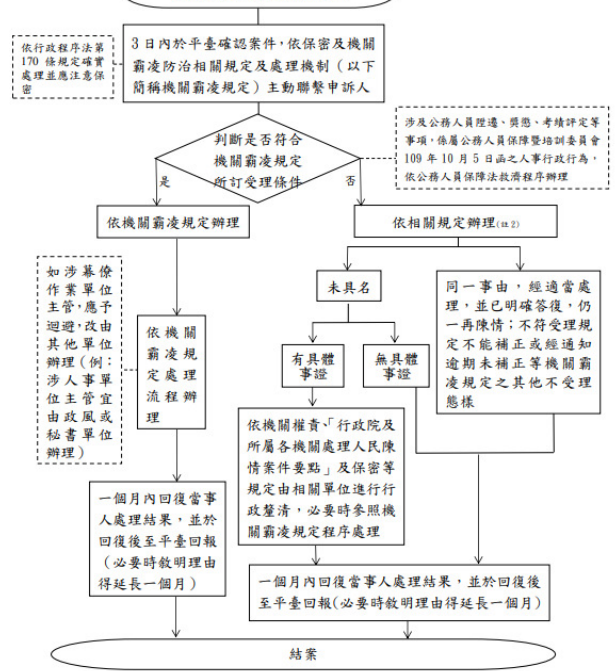 依行政程序法第
170 條規定確實
處理並應注意保
密
3 日內於平臺確認案件，依保密及機關
霸凌防治相關規定及處理機制（以下
簡稱機關霸凌規定）主動聯繫申訴人
涉及公務人員陞遷、獎懲、考績評定等
事項，係屬公務人員保障暨培訓委員會
109 年 10 月 5 日函之人事行政行為，
依公務人員保障法救濟程序辦理
判斷是否符合
機關霸凌規定
所訂受理條件
是
否
依機關霸凌規定辦理
依相關規定辦理(註2)
如涉幕僚
作業單位
主管，應予
迴避，改由
其他單位
辦理（例：
涉人事單
位主管宜
由政風或
秘書單位
辦理）
依機關
霸凌規
定處理
流程辦
理
未具名
有具體
事證
無具體
事證
同一事由，經適當處
理，並已明確答復，仍
一再陳情；不符受理規
定不能補正或經通知
逾期未補正等機關霸
凌規定之其他不受理
態樣
依機關權責、「行政院及
所屬各機關處理人民陳
情案件要點」及保密等
規定由相關單位進行行
政釐清，必要時參照機
關霸凌規定程序處理
一個月內回復當事
人處理結果，並於
回復後至平臺回報
（必要時敘明理由
得延長一個月）
一個月內回復當事人處理結果，並於回復後
至平臺回報(必要時敘明理由得延長一個月)
結案